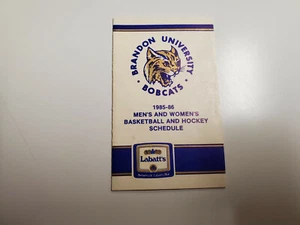 BRANDON UNIVERSITY
BOBCATS
1985-86
MEN'S AND WOMEN'S
BASKETBALL AND HOCKEY
SCHEDULE
Labatt's